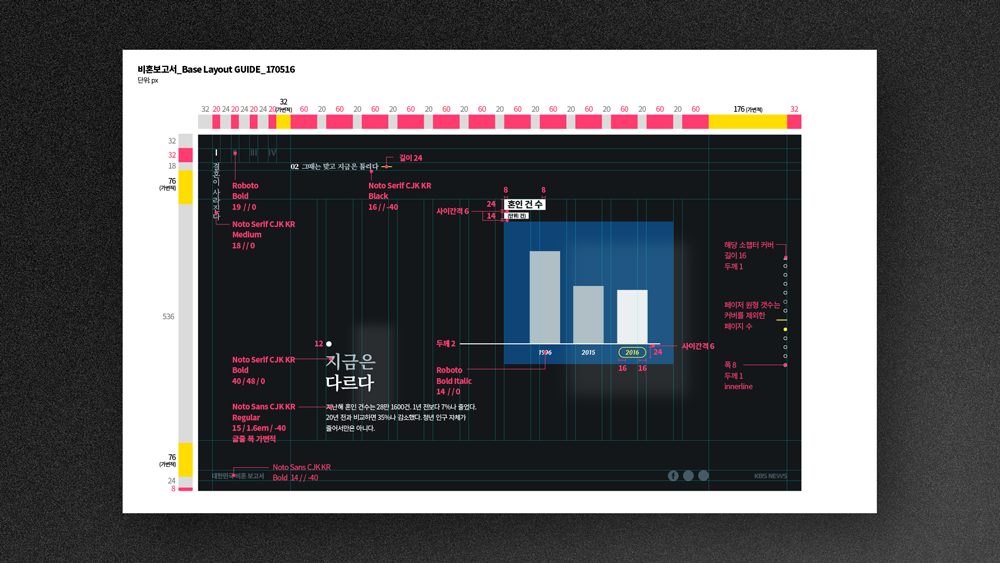 비혼보고서_Base Layout GUIDE_170516
단위: px
32 20 24 20 24 20 24 20 32 (가변적) 60 20 60 20 60 20 60 20 60 20 60 20 60 20 60 20 60 20 60 20 60 20 60 176 (가변적) 32
32
32
18
76
(가변적)
536
76
(가변적)
24
8
I II III IV
결혼이 사라진다
02 그때는 맞고 지금은 틀리다
길이 24
Roboto
Bold
19 / / 0
Noto Serif CJK KR
Medium
18 / / 0
Noto Serif CJK KR
Black
16 / / -40
8 8
24
사이간격 6
14
혼인 건 수
(단위: 건)
해당 소챕터 커버
길이 16
두께 1
페이저 원형 갯수는
커버를 제외한
페이지 수
폭 8
두께 1
innerline
12
두께 2
1996 2015 2016
사이간격 6
24
16 16
Noto Serif CJK KR
Bold
40 / 48 / 0
지금은
다르다
Roboto
Bold Italic
14 / / 0
Noto Sans CJK KR
Regular
15 / 1.6em / -40
글줄 폭 가변적
지난해 혼인 건수는 28만 1600건. 1년 전보다 7%나 줄었다.
20년 전과 비교하면 35%나 감소했다. 청년 인구 자체가
줄어서만은 아니다.
Noto Sans CJK KR
Bold 14 / / -40
대한민국 비혼 보고서
f
KBS NEWS